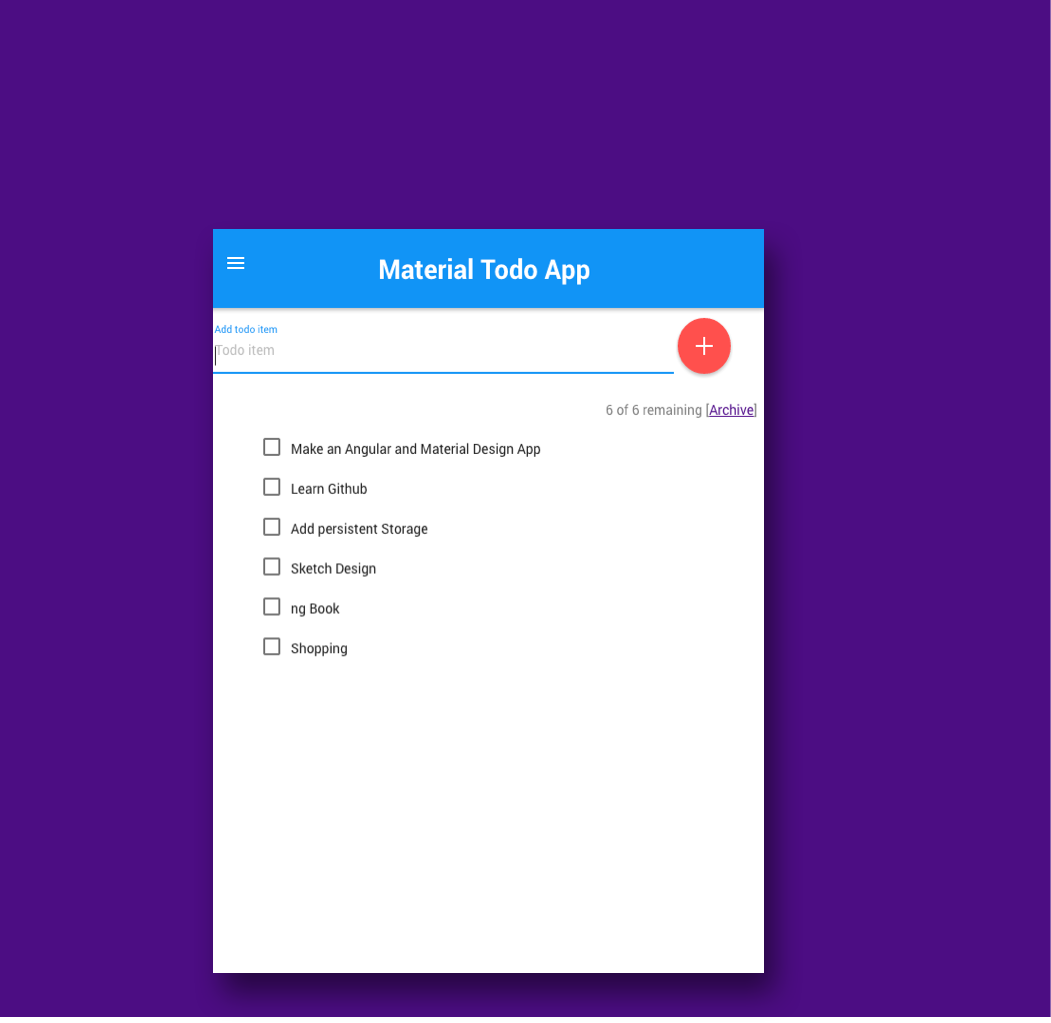 Material Todo App
Add todo item
Todo item
6 of 6 remaining [Archive]
Make an Angular and Material Design App
Learn Github
Add persistent Storage
Sketch Design
ng Book
Shopping